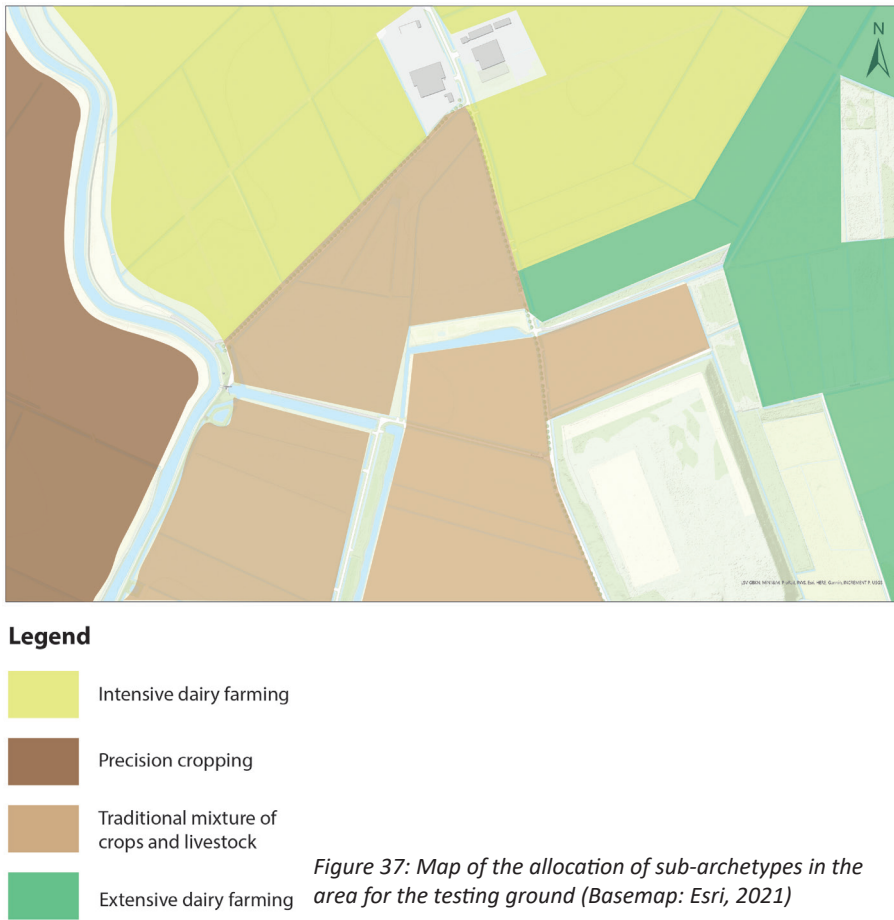 N
Legend
Intensive dairy farming
Precision cropping
Traditional mixture of
crops and livestock
Extensive dairy farming
Figure 37: Map of the allocation of sub-archetypes in the
area for the testing ground (Basemap: Esri, 2021)